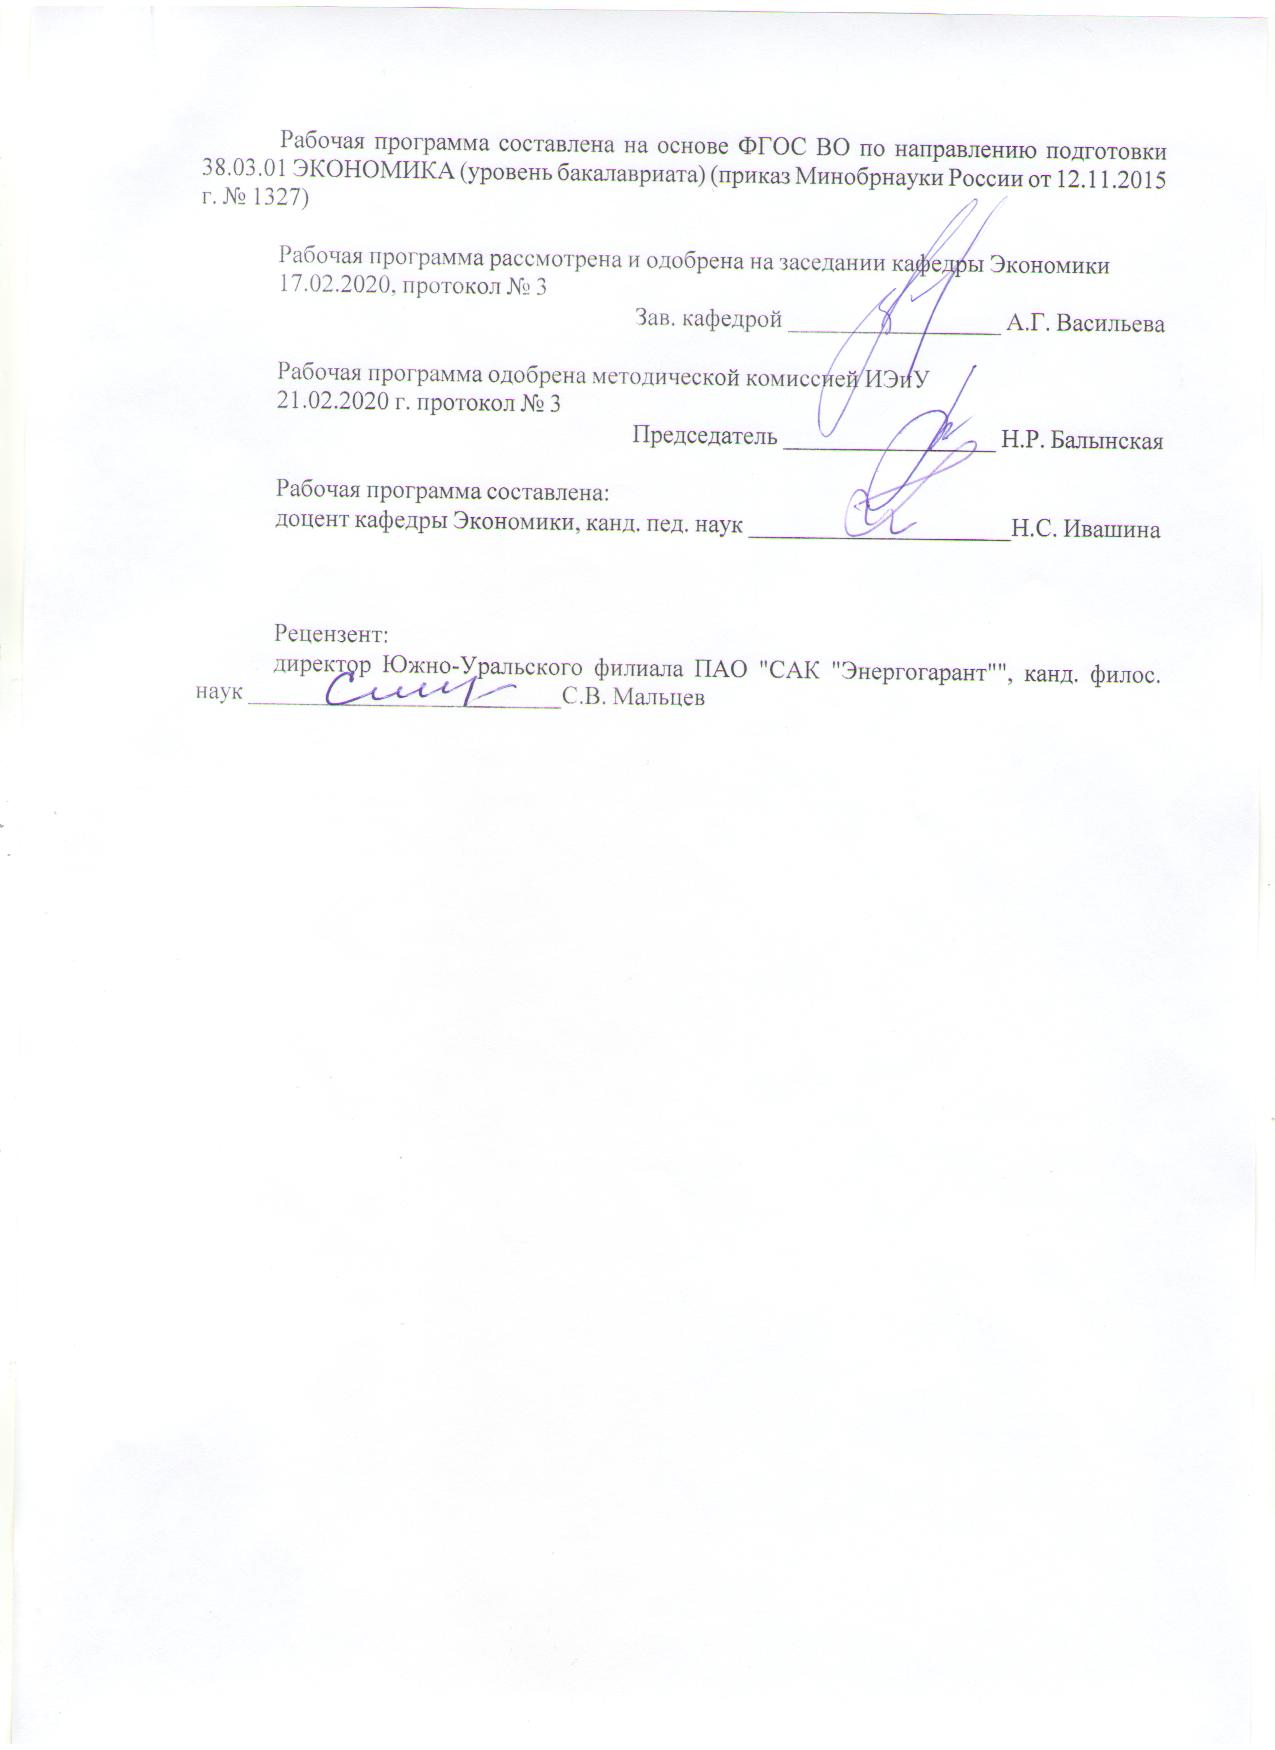 Рабочая программа составлена на основе ФГОС ВО по направлению подготовки
38.03.01 ЭКОНОМИКА (уровень бакалавриата) (приказ Минобрнауки России от 12.11.2015
г. № 1327)
Рабочая программа рассмотрена и одобрена на заседании кафедры Экономики
17.02.2020, протокол № 3
Зав. кафедрой _________________ А.Г. Васильева
Рабочая программа одобрена методической комиссией ИЭиУ
21.02.2020 г. протокол № 3
Председатель _________________ Н.Р. Балынская
Рабочая программа составлена:
доцент кафедры Экономики, канд. пед. наук _____________________Н.С. Ивашина
Рецензент:
директор Южно-Уральского филиала ПАО "САК "Энергогарант"", канд. филос.
наук _________________________С.В. Мальцев